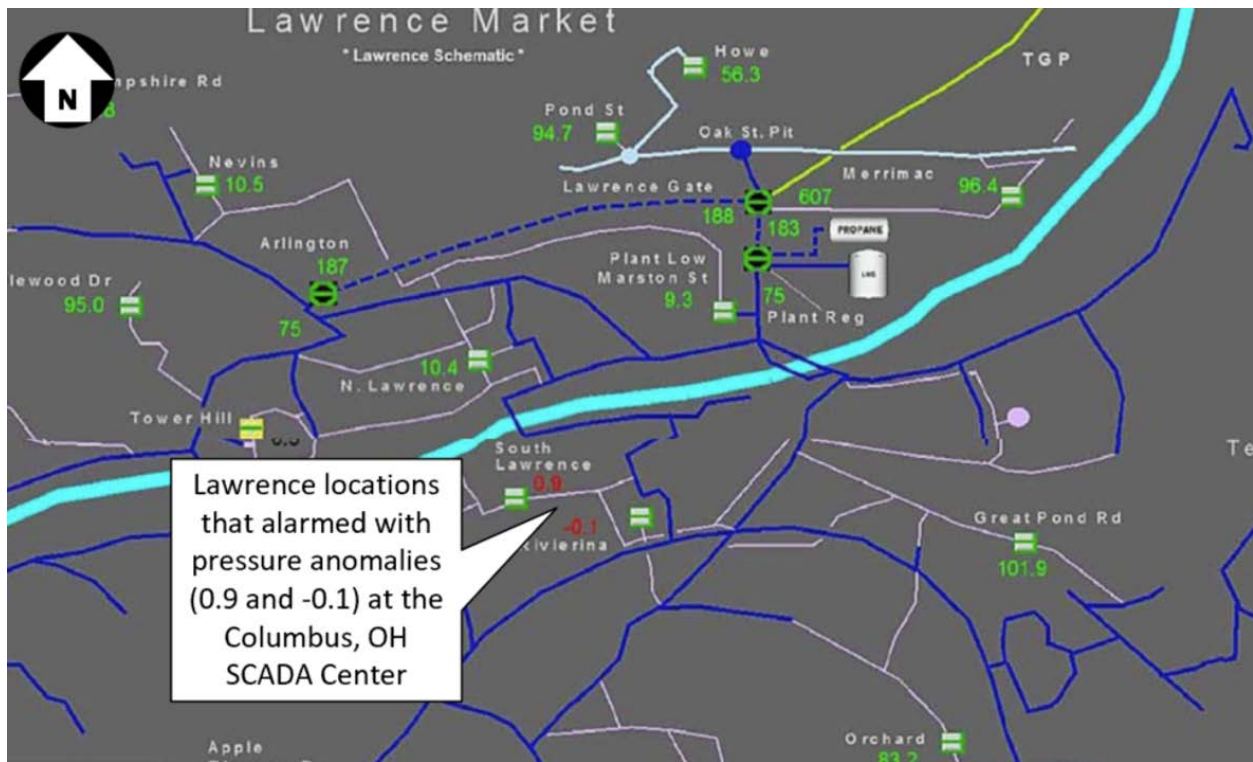 Lawrence Market
" Lawrence Schematic "
N
mpshire Rd
Howe
56.3
TGP
Pond St
94.7
Oak St. Pit
Nevins
10.5
Lawrence Gate
607
Merrimac
96.4
188
183
PROPANE
Arlington
187
Plant Low
Marston St
9.3
LNG
lewood Dr
95.0
75
75
Plant Reg
10.4
N. Lawrence
Tower Hill
South
Lawrence
0.9
-0.1
Rivierina
Te
Great Pond Rd
101.9
Lawrence locations
that alarmed with
pressure anomalies
(0.9 and -0.1) at the
Columbus, OH
SCADA Center
Apple
Orchard
83.2